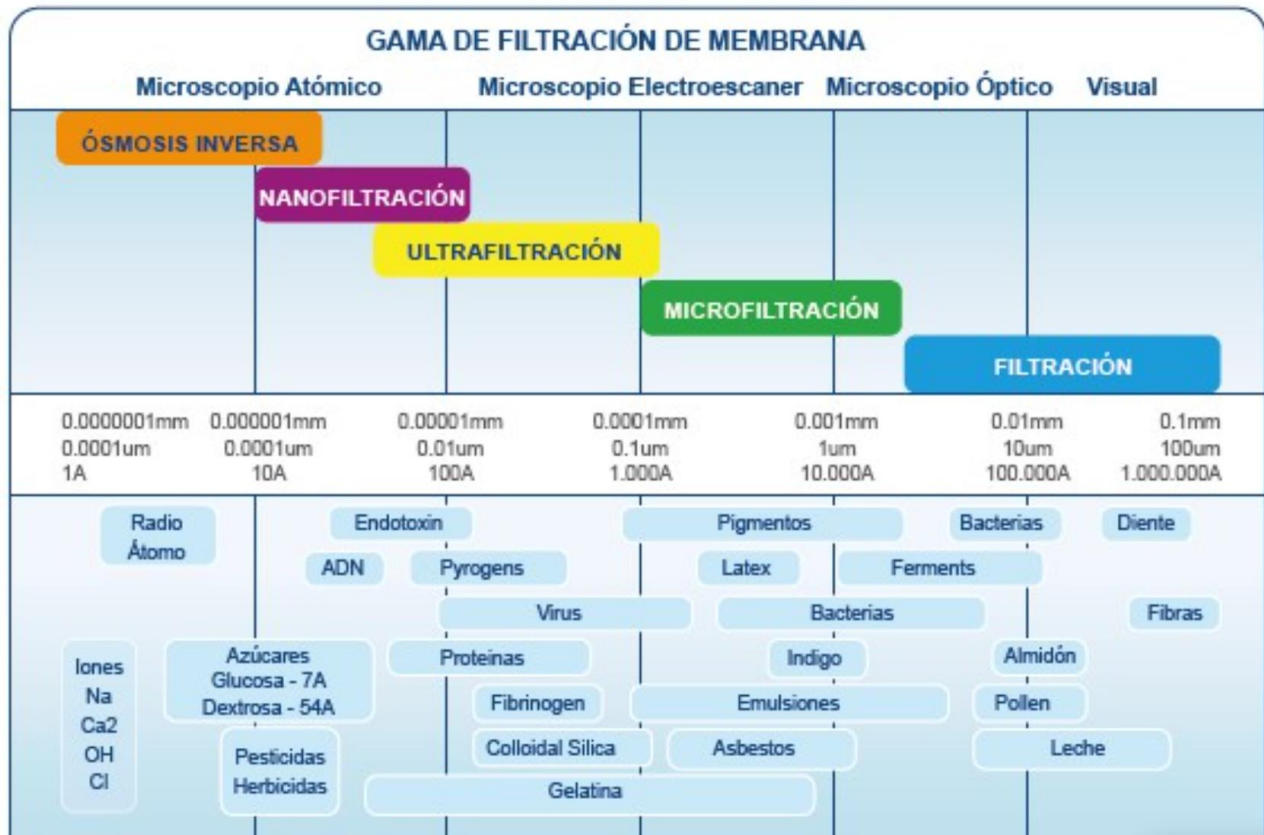 GAMA DE FILTRACIÓN DE MEMBRANA
Microscopio Atómico
Microscopio Electroescaner
Microscopio Óptico
Visual
ÓSMOSIS INVERSA
NANOFILTRACIÓN
ULTRAFILTRACIÓN
MICROFILTRACIÓN
FILTRACIÓN
0.0000001mm
0.0001um
1A
0.000001mm
0.0001um
10A
0.00001mm
0.01um
100A
0.0001mm
0.1um
1.000A
0.001mm
1um
10.000A
0.01mm
10um
100.000A
0.1mm
100um
1.000.000A
Radio
Átomo
Endotoxin
Pigmentos
Bacterias
Diente
ADN
Pyrogens
Latex
Ferments
Virus
Bacterias
Fibras
Iones
Na
Ca2
OH
Cl
Azúcares
Glucosa - 7A
Dextrosa - 54A
Proteinas
Indigo
Almidón
Fibrinogen
Emulsiones
Pollen
Pesticidas
Herbicidas
Colloidal Silica
Asbestos
Leche
Gelatina